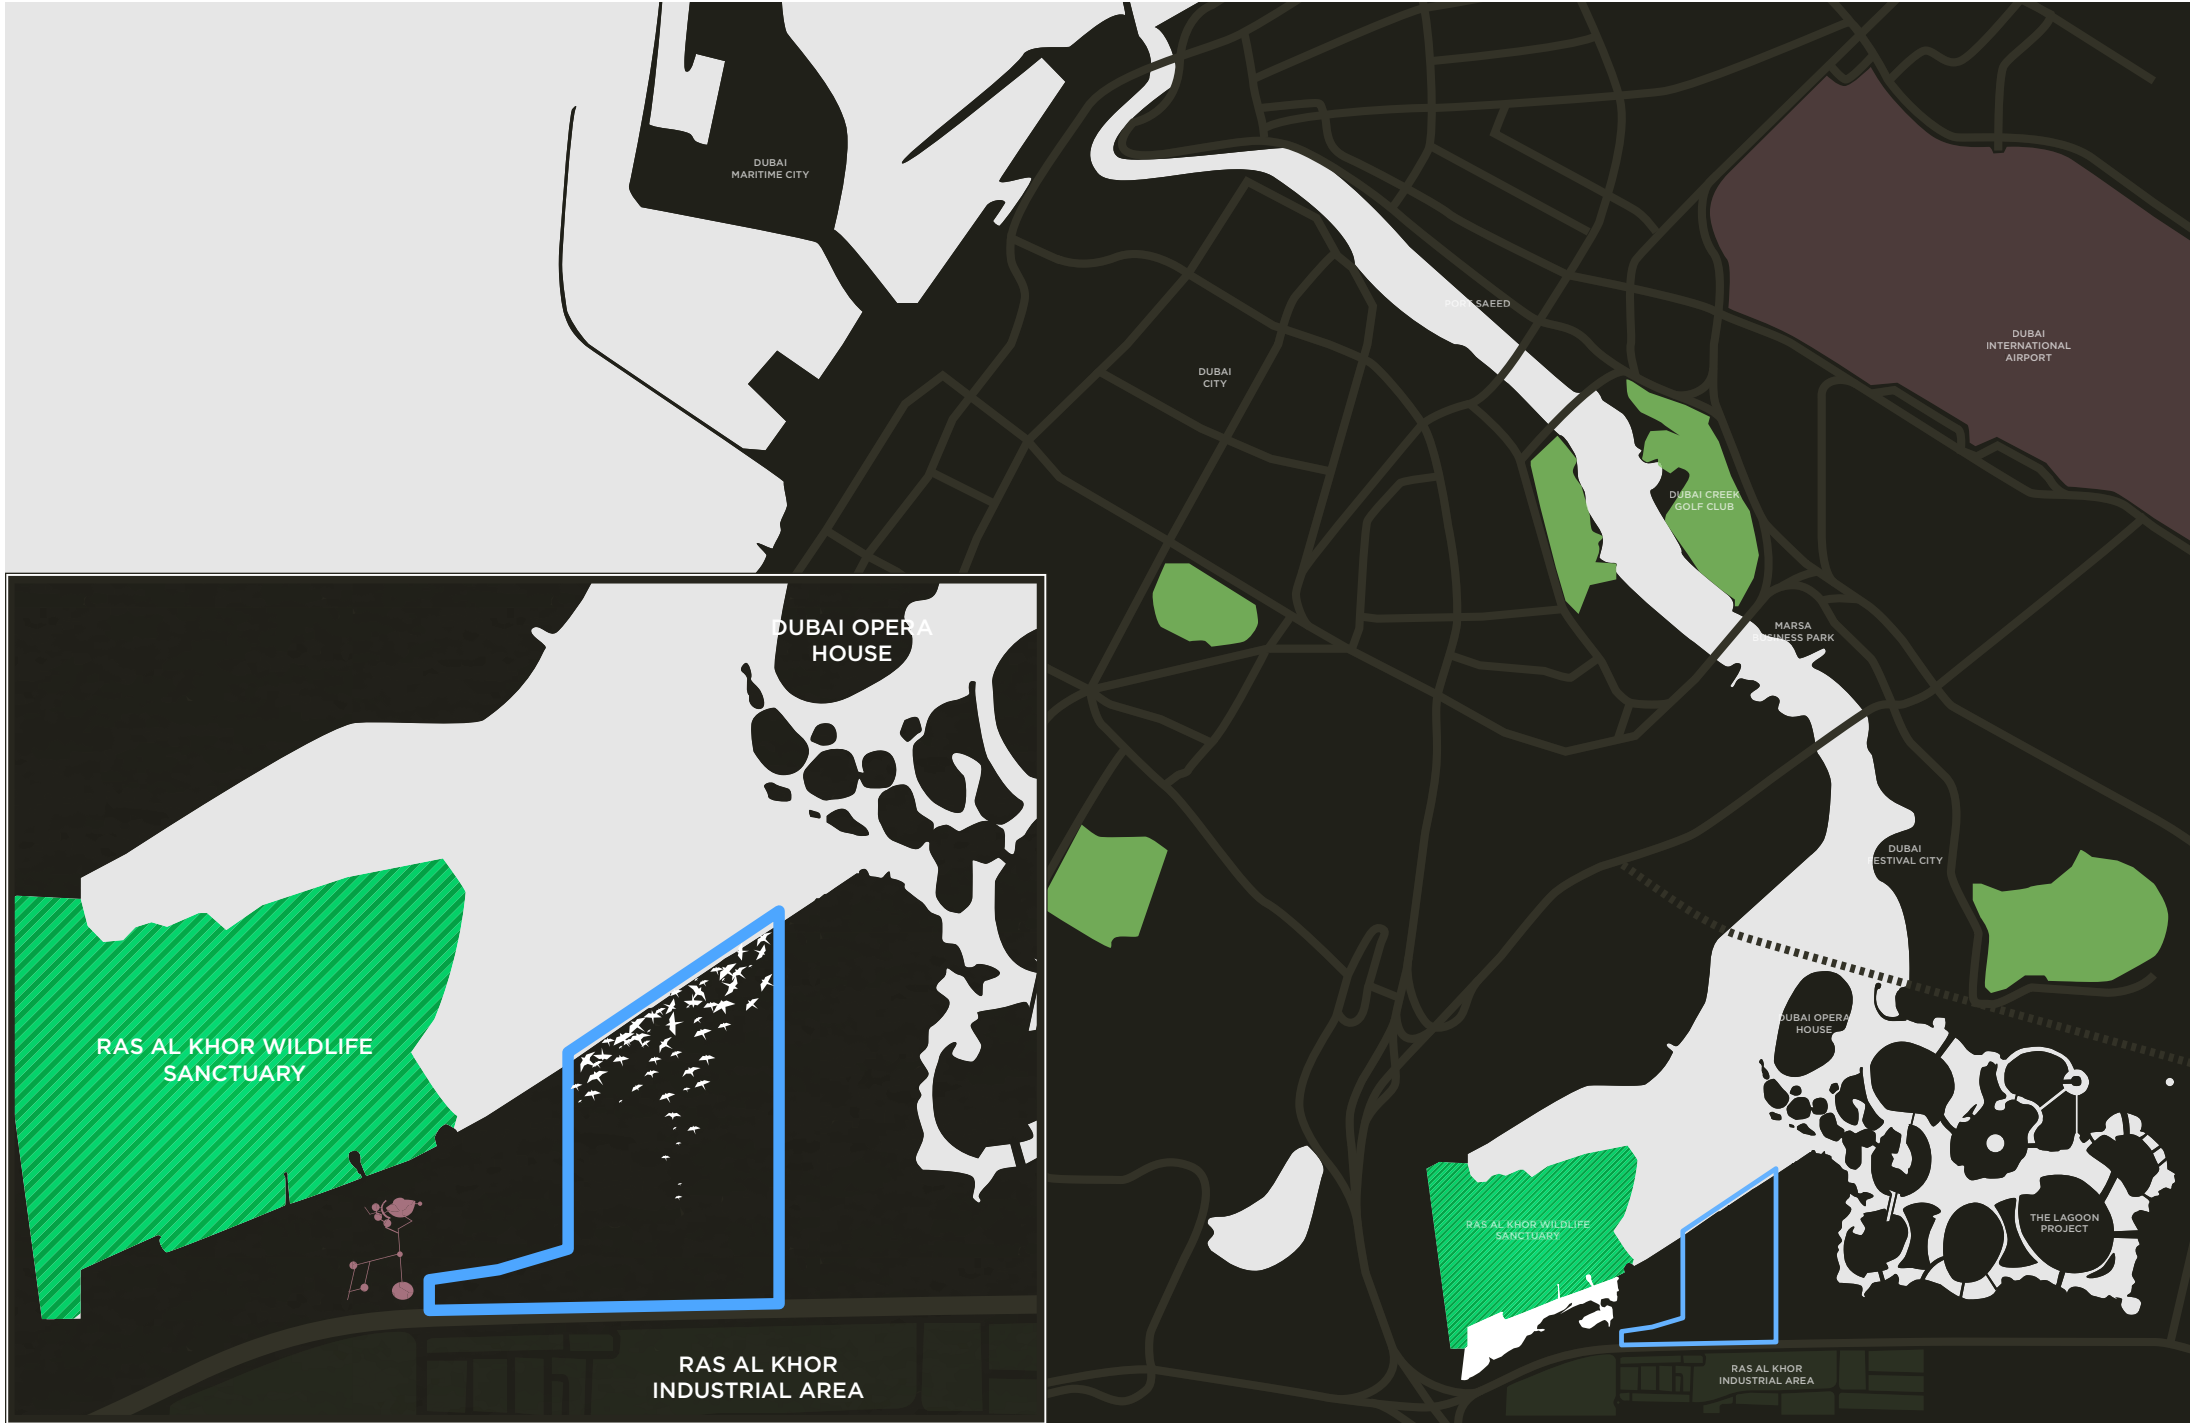 DUBAI
MARITIME CITY
PORT SAEED
DUBAI
INTERNATIONAL
AIRPORT
DUBAI
CITY
DUBAI CREEK
GOLF CLUB
MARSA
BUSINESS PARK
DUBAI
FESTIVAL CITY
DUBAI OPERA
HOUSE
THE LAGOON
PROJECT
RAS AL KHOR WILDLIFE
SANCTUARY
RAS AL KHOR
INDUSTRIAL AREA
DUBAI OPERA
HOUSE
RAS AL KHOR WILDLIFE
SANCTUARY
RAS AL KHOR
INDUSTRIAL AREA